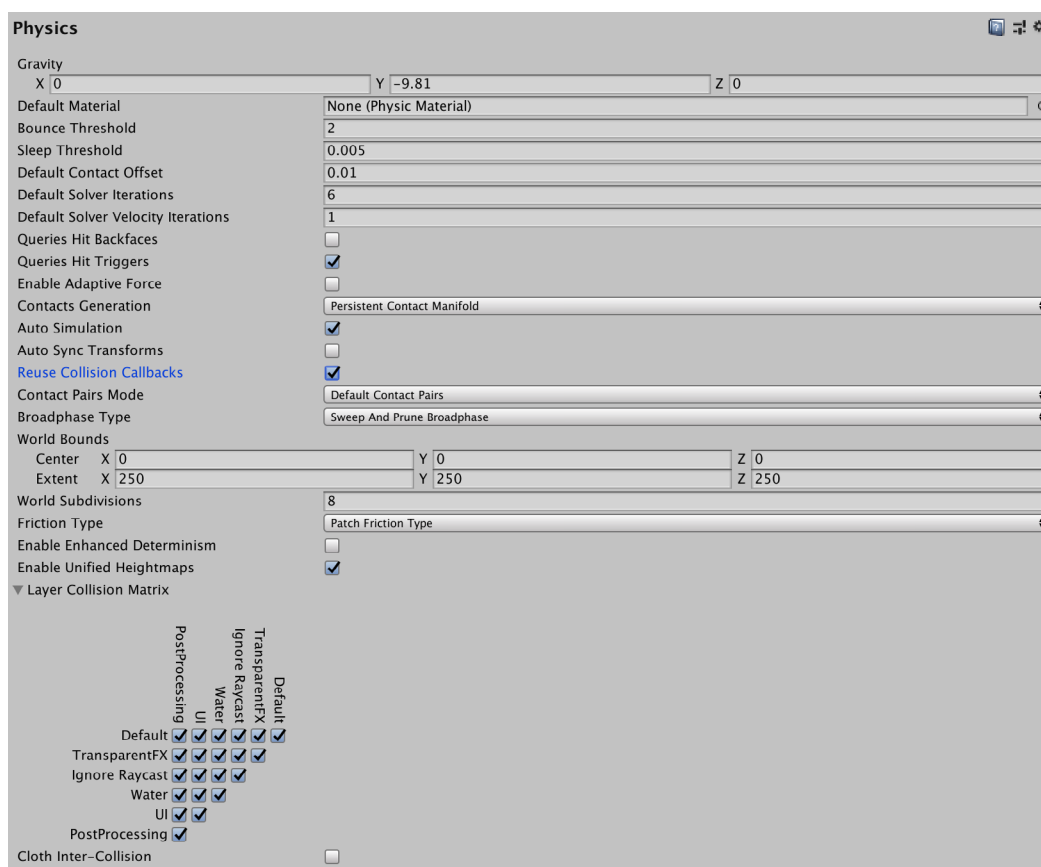 Physics
Gravity
X 0 Y -9.81 Z 0
Default Material None (Physic Material)
Bounce Threshold 2
Sleep Threshold 0.005
Default Contact Offset 0.01
Default Solver Iterations 6
Default Solver Velocity Iterations 1
Queries Hit Backfaces
Queries Hit Triggers
Enable Adaptive Force
Contacts Generation Persistent Contact Manifold
Auto Simulation
Auto Sync Transforms
Reuse Collision Callbacks
Contact Pairs Mode Default Contact Pairs
Broadphase Type Sweep And Prune Broadphase
World Bounds
Center X 0 Y 0 Z 0
Extent X 250 Y 250 Z 250
World Subdivisions 8
Friction Type Patch Friction Type
Enable Enhanced Determinism
Enable Unified Heightmaps
Layer Collision Matrix
PostProcessing
UI
Water
Ignore Raycast
TransparentFX
Default
Default
TransparentFX
Ignore Raycast
Water
UI
PostProcessing
Cloth Inter-Collision